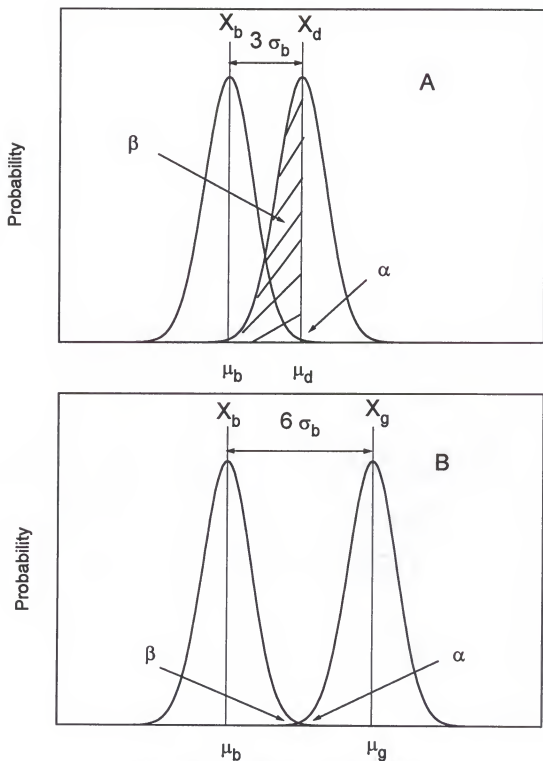 X_b X_d
3 σ_b
A
β
Probability
α
μ_b μ_d
X_b X_g
6 σ_b
B
Probability
β α
μ_b μ_g